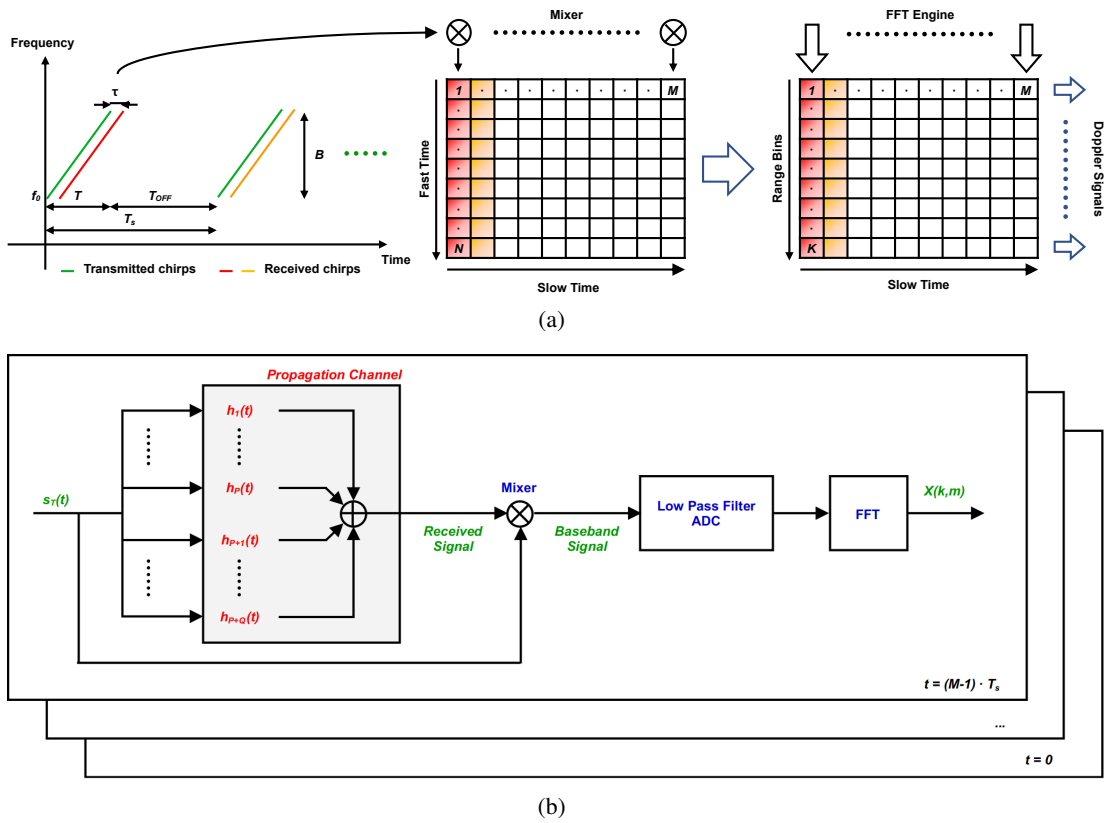 Frequency
τ
B
f0
T
TOFF
Ts
Time
Transmitted chirps
Received chirps
Mixer
Fast Time
1 . . . . . . . . M
.
.
.
.
.
.
.
N
Slow Time
FFT Engine
Range Bins
1 . . . . . . . . M
.
.
.
.
.
.
.
K
Slow Time
Doppler Signals
(a)
Propagation Channel
sT(t)
h1(t)
hP(t)
hP+1(t)
hP+Q(t)
Received
Signal
Mixer
Baseband
Signal
Low Pass Filter
ADC
FFT
X(k,m)
t = (M-1) · Ts
...
t = 0
(b)